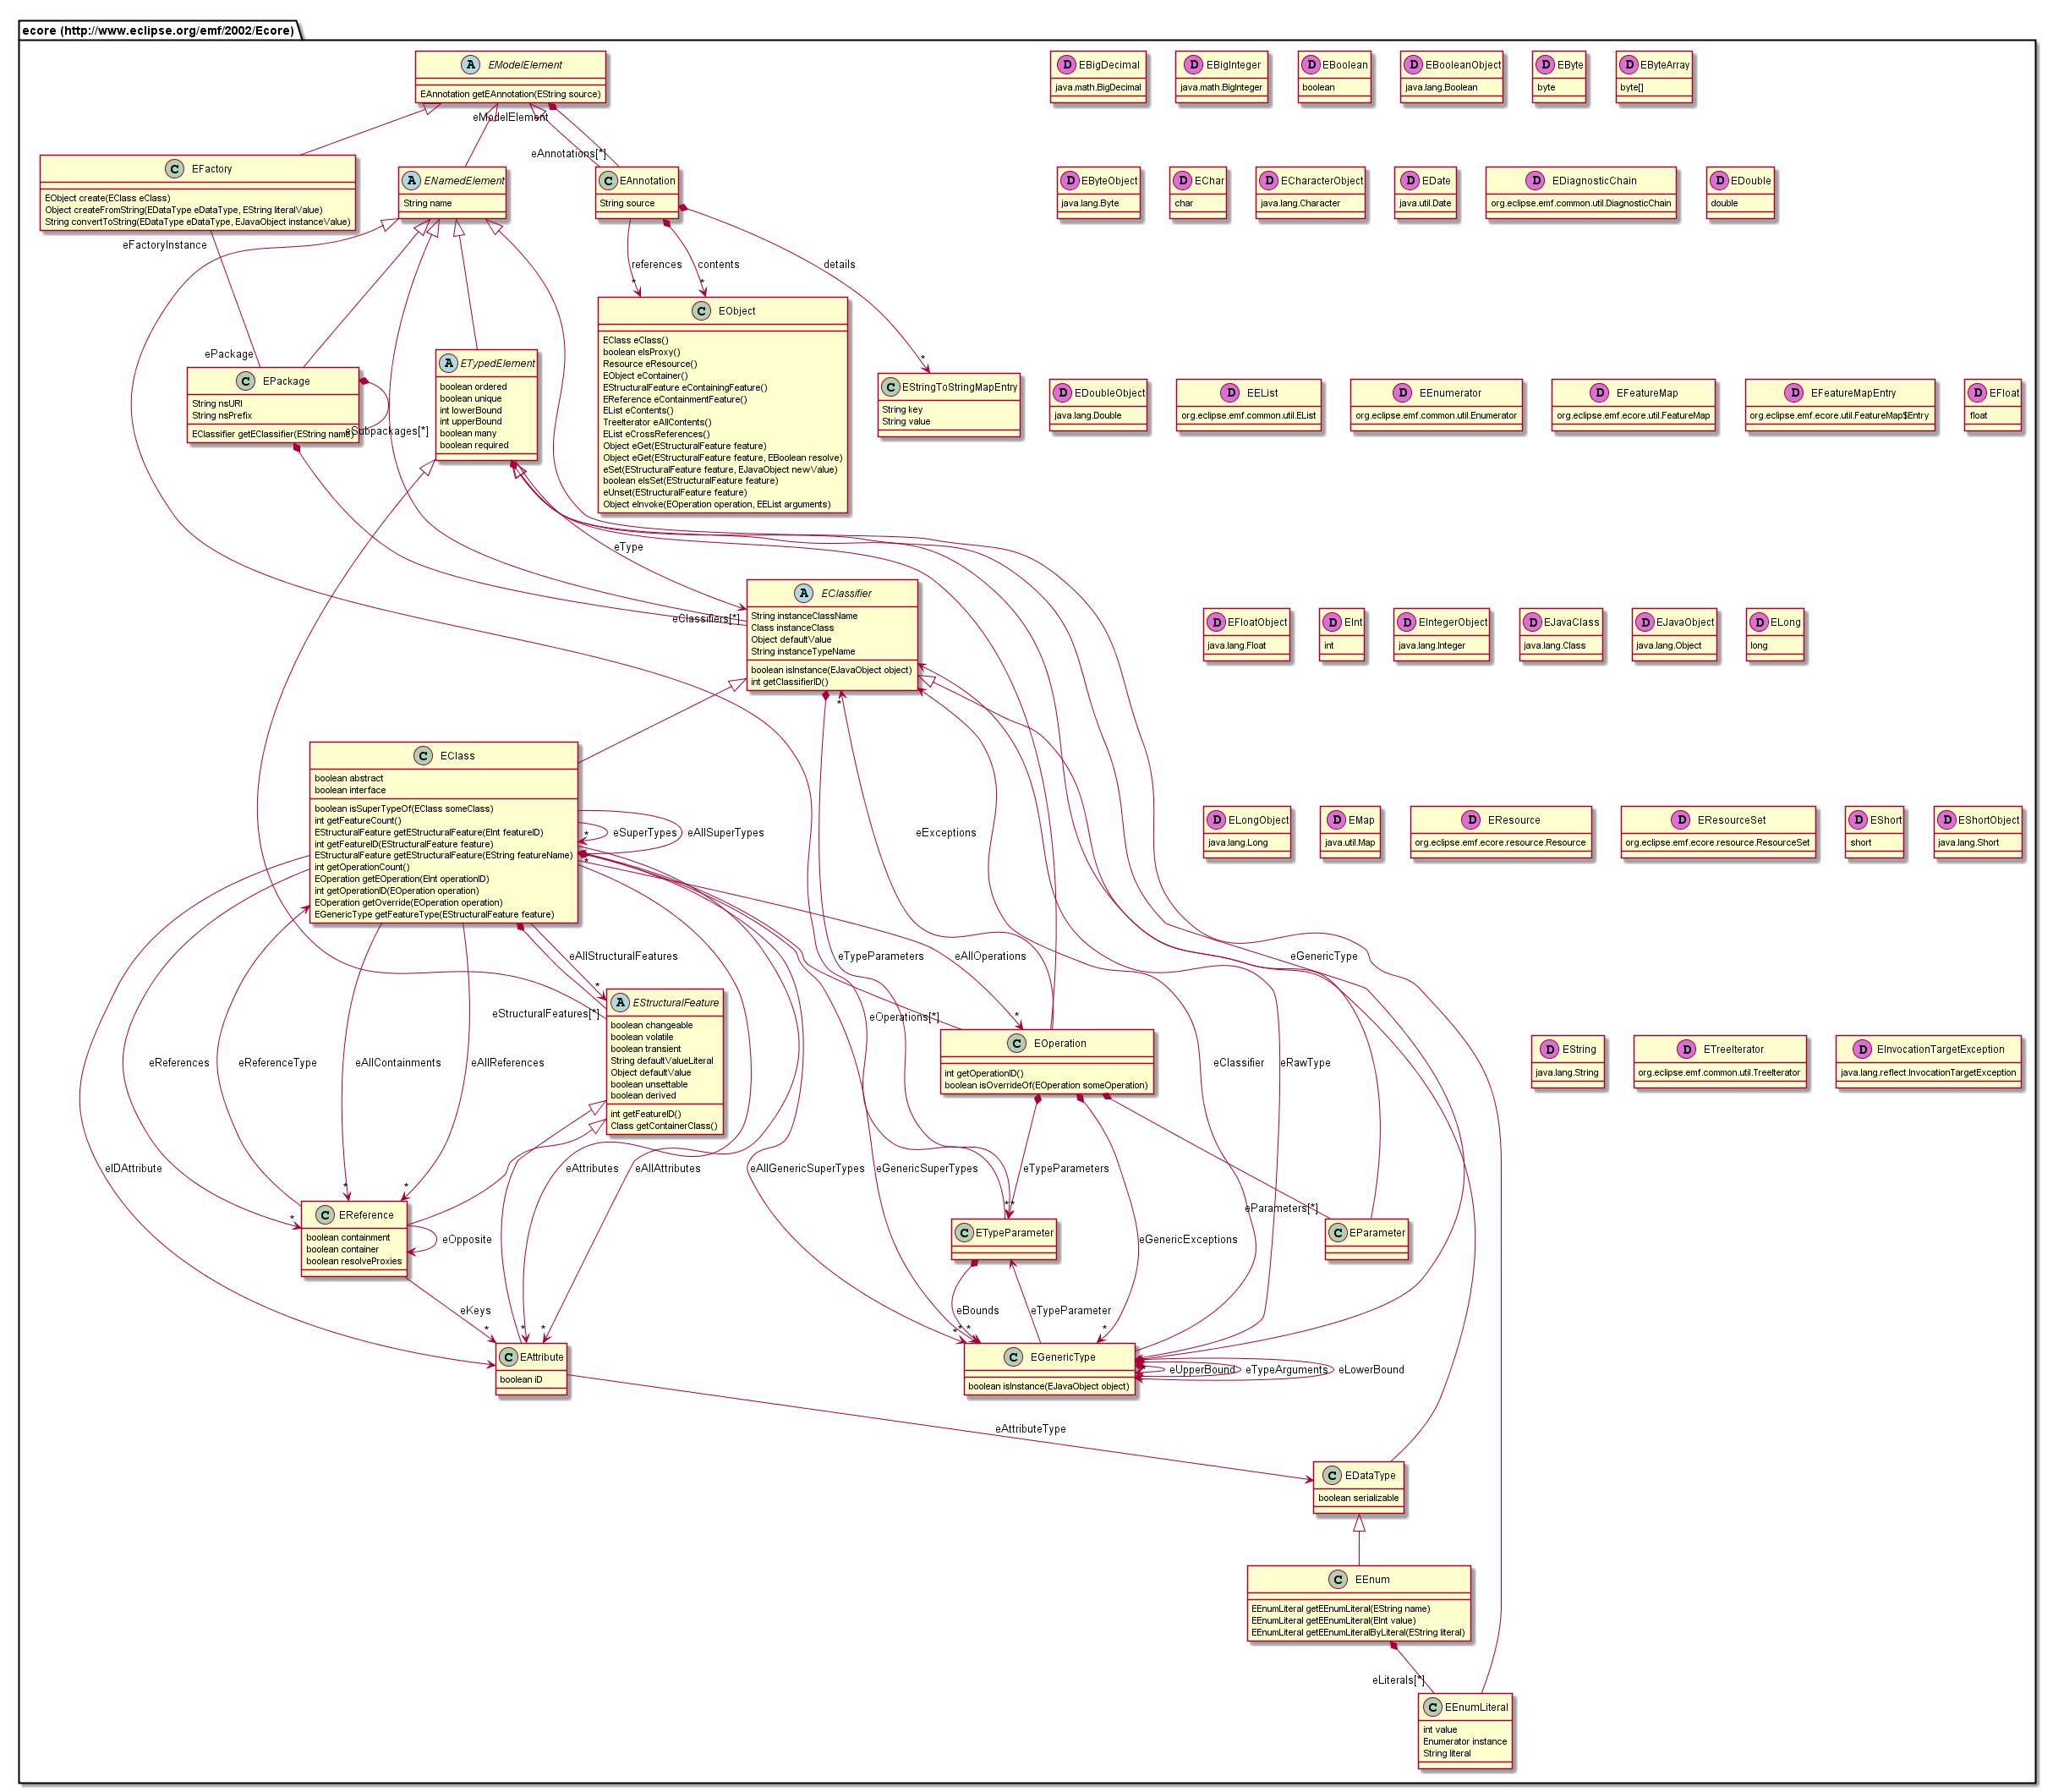 ecore (http://www.eclipse.org/emf/2002/Ecore)
A EModelElement
EAnnotation getEAnnotation(EString source)
D EBigDecimal
java.math.BigDecimal
D EBigInteger
java.math.BigInteger
D EBoolean
boolean
D EBooleanObject
java.lang.Boolean
D EByte
byte
D EByteArray
byte[]
eModelElement
eAnnotations[*]
C EFactory
EObject create(EClass eClass)
Object createFromString(EDataType eDataType, EString literalValue)
String convertToString(EDataType eDataType, EJavaObject instanceValue)
A ENamedElement
String name
C EAnnotation
String source
D EByteObject
java.lang.Byte
D EChar
char
D ECharacterObject
java.lang.Character
D EDate
java.util.Date
D EDiagnosticChain
org.eclipse.emf.common.util.DiagnosticChain
D EDouble
double
eFactoryInstance
references
*
contents
*
details
*
ePackage
C EObject
EClass eClass()
boolean eIsProxy()
Resource eResource()
EObject eContainer()
EStructuralFeature eContainingFeature()
EReference eContainmentFeature()
EList eContents()
TreeIterator eAllContents()
EList eCrossReferences()
Object eGet(EStructuralFeature feature)
Object eGet(EStructuralFeature feature, EBoolean resolve)
eSet(EStructuralFeature feature, EJavaObject newValue)
boolean eIsSet(EStructuralFeature feature)
eUnset(EStructuralFeature feature)
Object eInvoke(EOperation operation, EEList arguments)
C EPackage
String nsURI
String nsPrefix
EClassifier getEClassifier(EString name)
eSubpackages[*]
A ETypedElement
boolean ordered
boolean unique
int lowerBound
int upperBound
boolean many
boolean required
C EStringToStringMapEntry
String key
String value
D EDoubleObject
java.lang.Double
D EEList
org.eclipse.emf.common.util.EList
D EEnumerator
org.eclipse.emf.common.util.Enumerator
D EFeatureMap
org.eclipse.emf.ecore.util.FeatureMap
D EFeatureMapEntry
org.eclipse.emf.ecore.util.FeatureMap$Entry
D EFloat
float
eType
eClassifiers[*]
A EClassifier
String instanceClassName
Class instanceClass
Object defaultValue
String instanceTypeName
boolean isInstance(EJavaObject object)
int getClassifierID()
*
D EFloatObject
java.lang.Float
D EInt
int
D EIntegerObject
java.lang.Integer
D EJavaClass
java.lang.Class
D EJavaObject
java.lang.Object
D ELong
long
C EClass
boolean abstract
boolean interface
boolean isSuperTypeOf(EClass someClass)
int getFeatureCount()
EStructuralFeature getEStructuralFeature(EInt featureID)
int getFeatureID(EStructuralFeature feature)
EStructuralFeature getEStructuralFeature(EString featureName)
int getOperationCount()
EOperation getEOperation(EInt operationID)
int getOperationID(EOperation operation)
EOperation getOverride(EOperation operation)
EGenericType getFeatureType(EStructuralFeature feature)
*
eSuperTypes
*
eAllSuperTypes
eExceptions
D ELongObject
java.lang.Long
D EMap
java.util.Map
D EResource
org.eclipse.emf.ecore.resource.Resource
D EResourceSet
org.eclipse.emf.ecore.resource.ResourceSet
D EShort
short
D EShortObject
java.lang.Short
eAllStructuralFeatures
*
eTypeParameters
eAllOperations
*
eGenericType
eStructuralFeatures[*]
eOperations[*]
A EStructuralFeature
boolean changeable
boolean volatile
boolean transient
String defaultValueLiteral
Object defaultValue
boolean unsettable
boolean derived
int getFeatureID()
Class getContainerClass()
C EOperation
int getOperationID()
boolean isOverrideOf(EOperation someOperation)
eReferences
eReferenceType
eAllContainments
eAllReferences
eClassifier
eRawType
D EString
java.lang.String
D ETreeIterator
org.eclipse.emf.common.util.TreeIterator
D EInvocationTargetException
java.lang.reflect.InvocationTargetException
eIDAttribute
eAttributes
eAllAttributes
eAllGenericSuperTypes
eGenericSuperTypes
eTypeParameters
*
*
*
*
*
eParameters[*]
C EReference
boolean containment
boolean container
boolean resolveProxies
eOpposite
C ETypeParameter
eGenericExceptions
C EParameter
eKeys
*
*
*
eBounds
eTypeParameter
*
*
*
*
C EAttribute
boolean iD
C EGenericType
boolean isInstance(EJavaObject object)
*
eUpperBound
eTypeArguments
eLowerBound
eAttributeType
C EDataType
boolean serializable
C EEnum
EEnumLiteral getEEnumLiteral(EString name)
EEnumLiteral getEEnumLiteral(EInt value)
EEnumLiteral getEEnumLiteralByLiteral(EString literal)
eLiterals[*]
C EEnumLiteral
int value
Enumerator instance
String literal